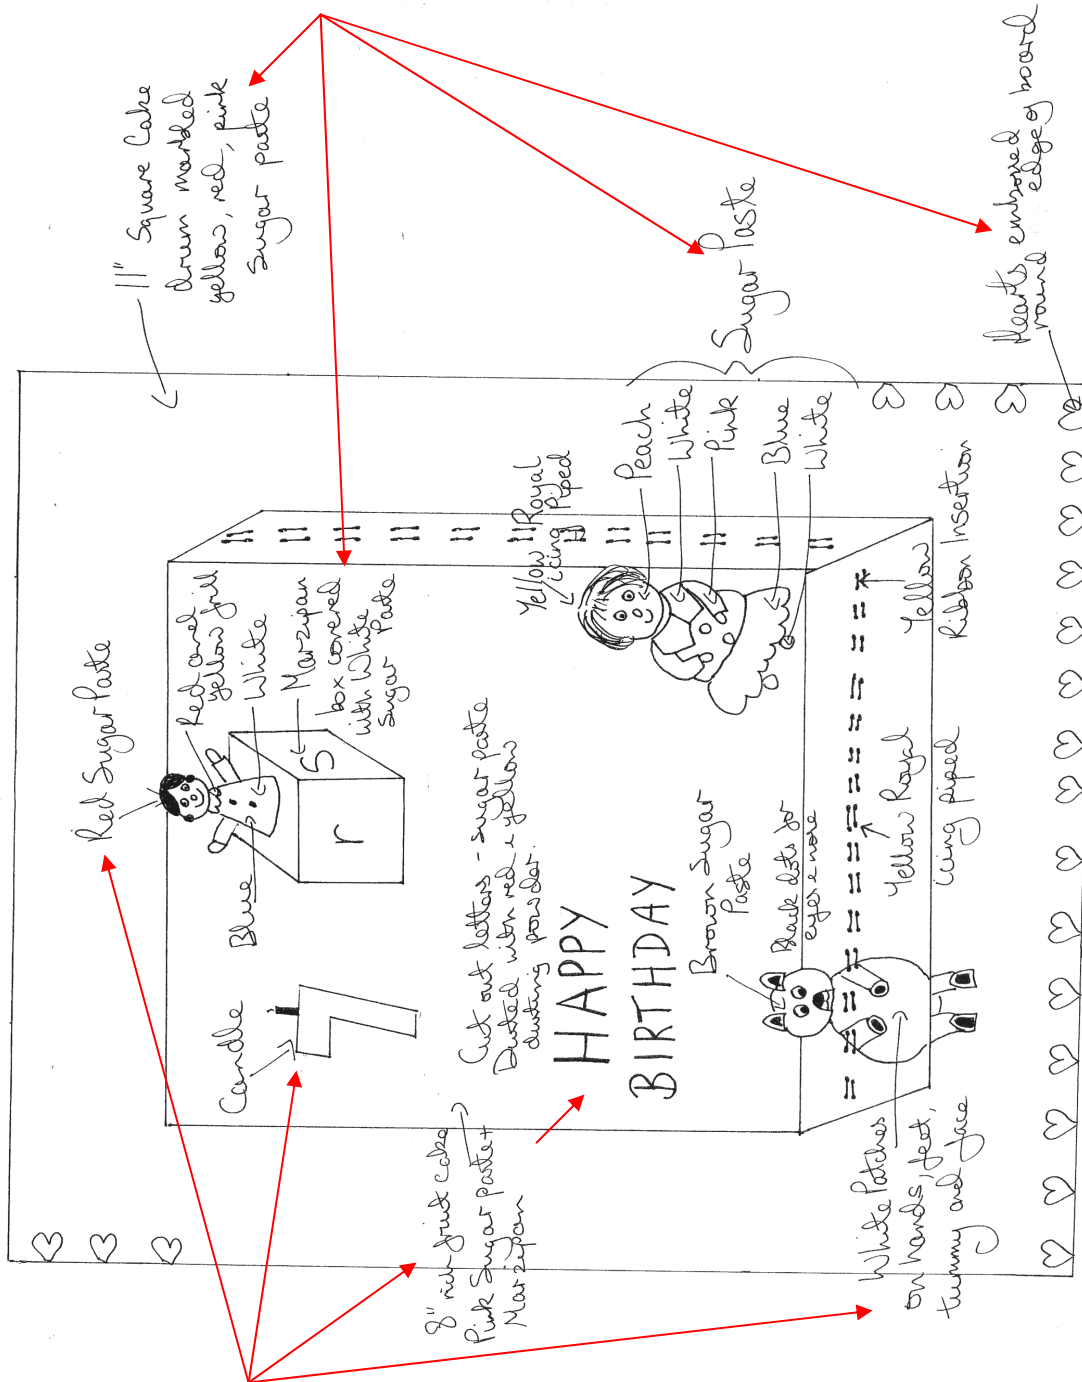 11" Square Cake
drum marbled
yellow, red, pink
Sugar paste
Sugar Paste
Hearts embossed
round edge of board
Red Sugar Paste
Red and
yellow frill
White
Marzipan
box covered
with White
Sugar Paste
Blue
S
r
Candle
7
Yellow Royal
icing Piped
Peach
White
Pink
Blue
White
Cut out letters - sugar paste
Dusted with red & yellow
dusting powder.
HAPPY
BIRTHDAY
8" rich fruit cake
Pink Sugar Paste +
Marzipan
Brown Sugar
Paste
Black dots for
eyes & nose
Yellow Royal
icing piped
Yellow
Ribbon Insertion
White Patches
on hands, feet,
tummy and face